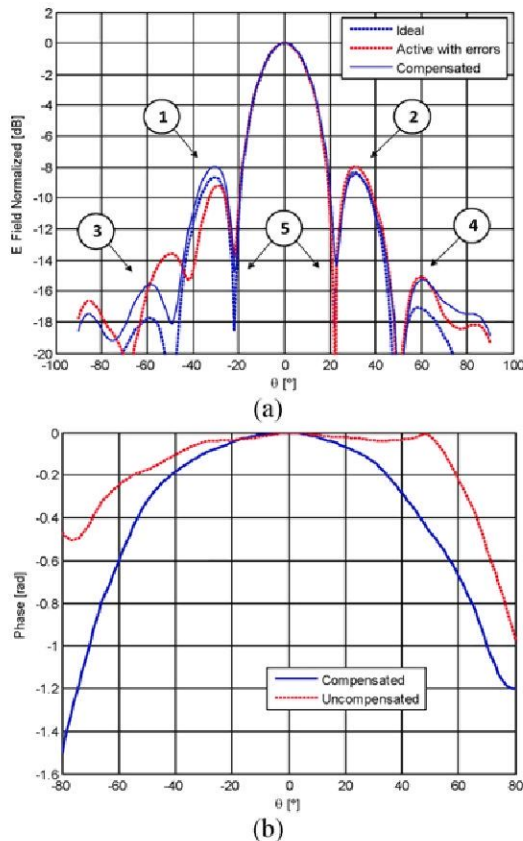 2
0
-2
-4
-6
-8
-10
-12
-14
-16
-18
-20
E Field Normalized [dB]
Ideal
Active with errors
Compensated
1
2
3
5
4
-100 -80 -60 -40 -20 0 20 40 60 80 100
θ [°]
(a)
0
-0.2
-0.4
-0.6
-0.8
-1
-1.2
-1.4
-1.6
Phase [rad]
Compensated
Uncompensated
-80 -60 -40 -20 0 20 40 60 80
θ [°]
(b)